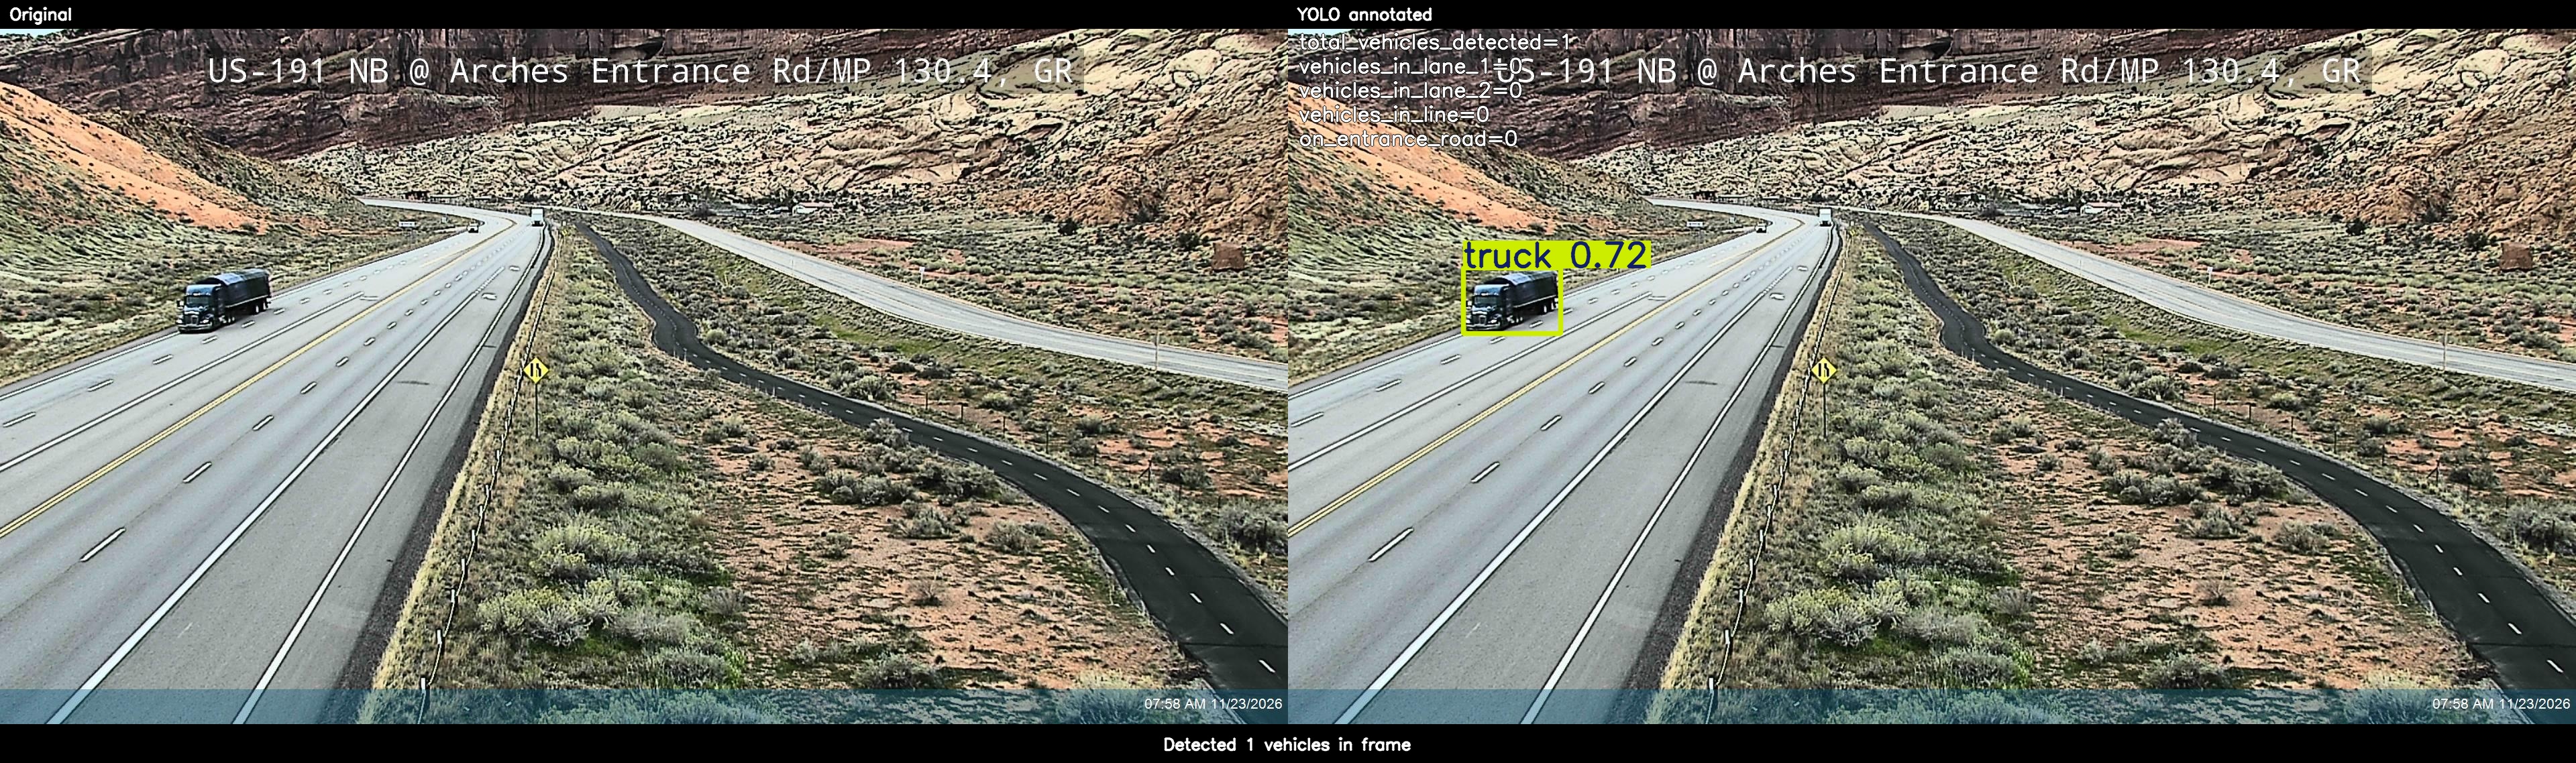 Original
US-191 NB @ Arches Entrance Rd/MP 130.4, GR
07:58 AM 11/23/2026
YOLO annotated
total_vehicles_detected=1
vehicles_in_lane_1=0
US-191 NB @ Arches Entrance Rd/MP 130.4, GR
vehicles_in_lane_2=0
vehicles_in_line=0
on_entrance_road=0
truck 0.72
07:58 AM 11/23/2026
Detected 1 vehicles in frame